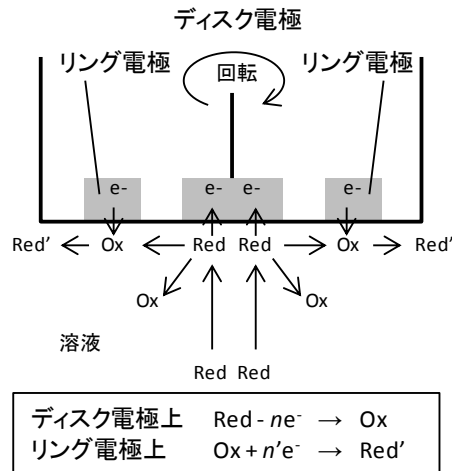 ディスク電極
リング電極 回転 リング電極
e- e- e- e-
Red’ Ox Red Red Ox Red’
Ox Ox
溶液
Red Red
ディスク電極上 Red - ne⁻ → Ox
リング電極上 Ox + n’e⁻ → Red’